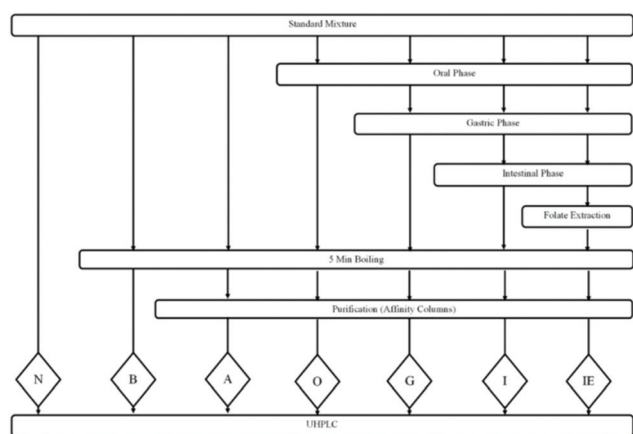 Standard Mixture
Oral Phase
Gastric Phase
Intestinal Phase
Folate Extraction
5 Min Boiling
Purification (Affinity Columns)
N B A O G I IE
UHPLC